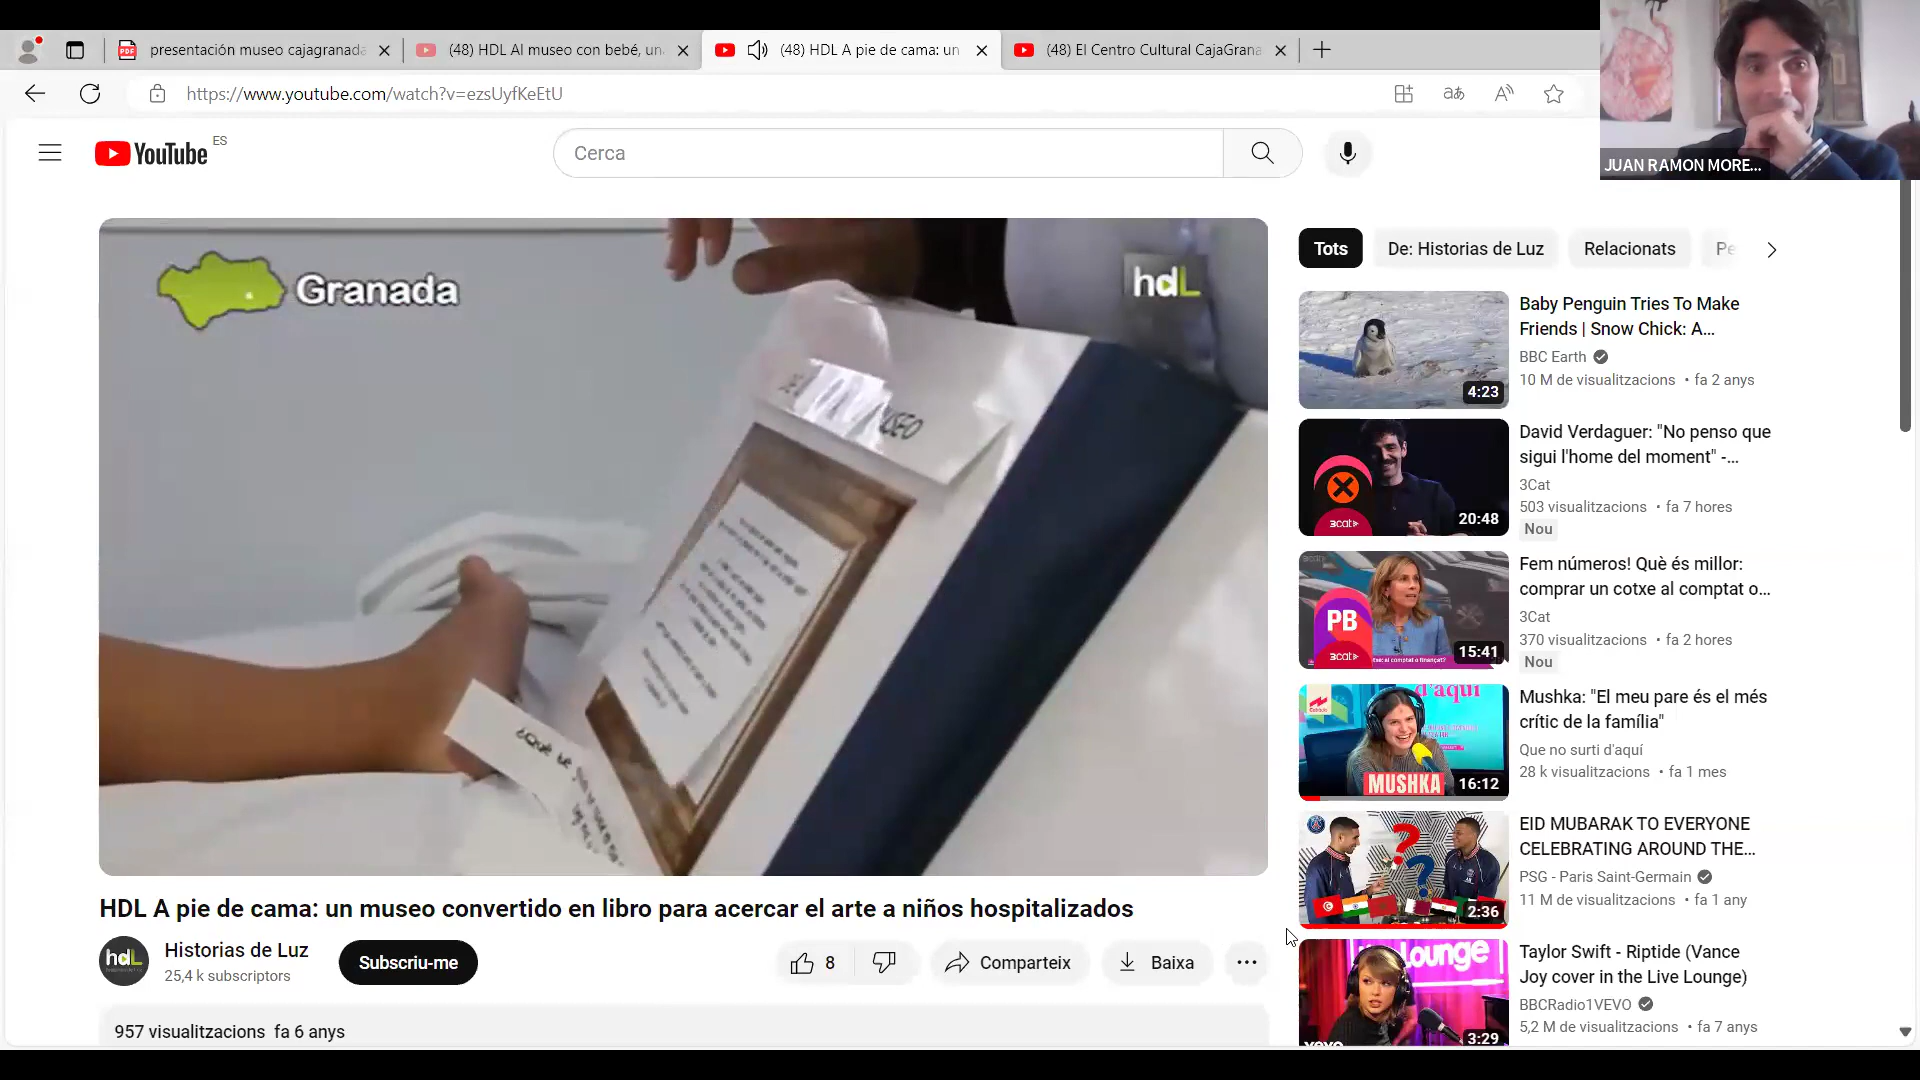 presentación museo cajagranada
(48) HDL Al museo con bebé, un
(48) HDL A pie de cama: un
(48) El Centro Cultural CajaGrana
https://www.youtube.com/watch?v=ezsUyfKeEtU
YouTube ES
Cerca
JUAN RAMON MORE...
Granada
hdL
Tots
De: Historias de Luz
Relacionats
Pe
Baby Penguin Tries To Make
Friends | Snow Chick: A...
BBC Earth
10 M de visualitzacions • fa 2 anys
4:23
David Verdaguer: "No penso que
sigui l'home del moment" -...
3Cat
503 visualitzacions • fa 7 hores
Nou
3cat
20:48
Fem números! Què és millor:
comprar un cotxe al comptat o...
3Cat
370 visualitzacions • fa 2 hores
Nou
PB
3cat
15:41
Mushka: "El meu pare és el més
crític de la família"
Que no surti d'aquí
28 k visualitzacions • fa 1 mes
d'aquí
MUSHKA
16:12
EID MUBARAK TO EVERYONE
CELEBRATING AROUND THE...
PSG - Paris Saint-Germain
11 M de visualitzacions • fa 1 any
2:36
Taylor Swift - Riptide (Vance
Joy cover in the Live Lounge)
BBCRadio1VEVO
5,2 M de visualitzacions • fa 7 anys
Lounge
vevo
3:29
HDL A pie de cama: un museo convertido en libro para acercar el arte a niños hospitalizados
hdL
Historias de Luz
25,4 k subscriptors
Subscriu-me
8
Comparteix
Baixa
957 visualitzacions fa 6 anys